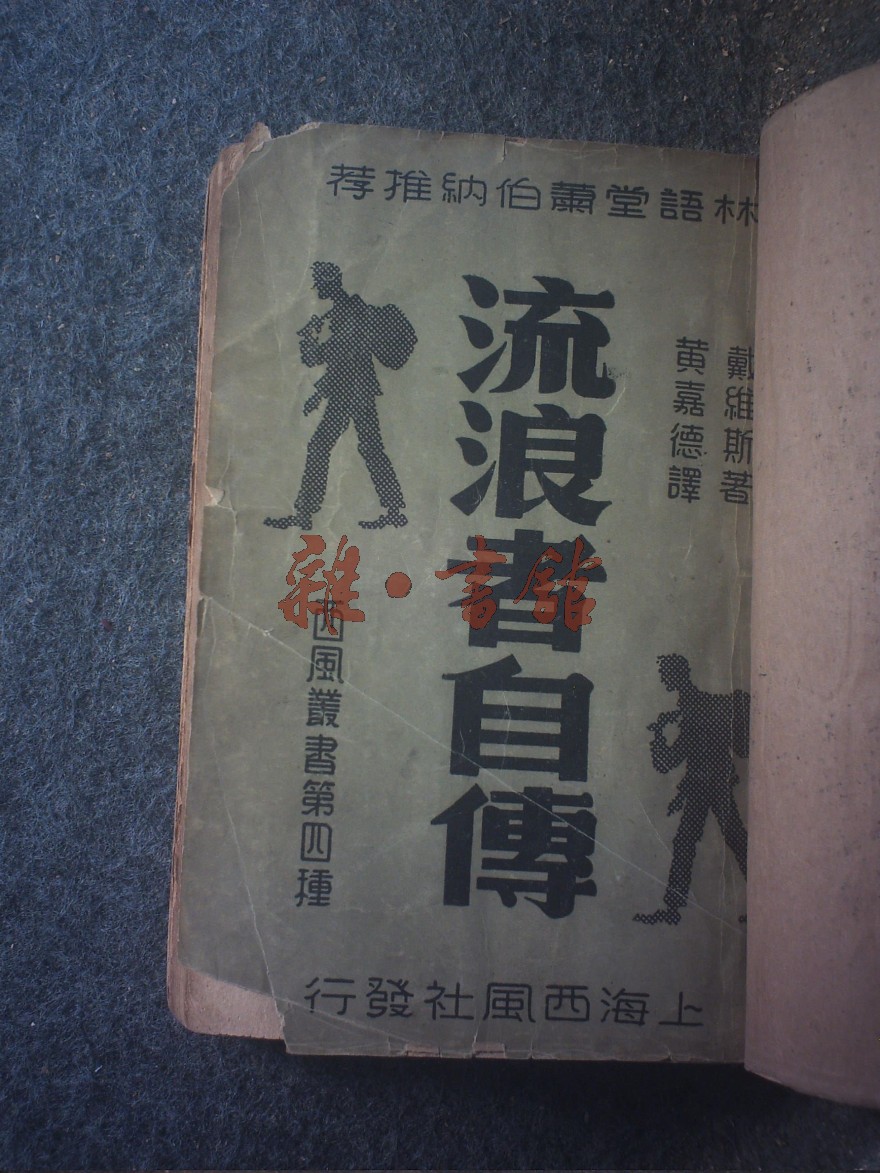 林語堂蕭伯納推荐
戴維斯著
黄嘉德譯
流浪者自傳
西風叢書第四種
上海西風社發行
雜·書館